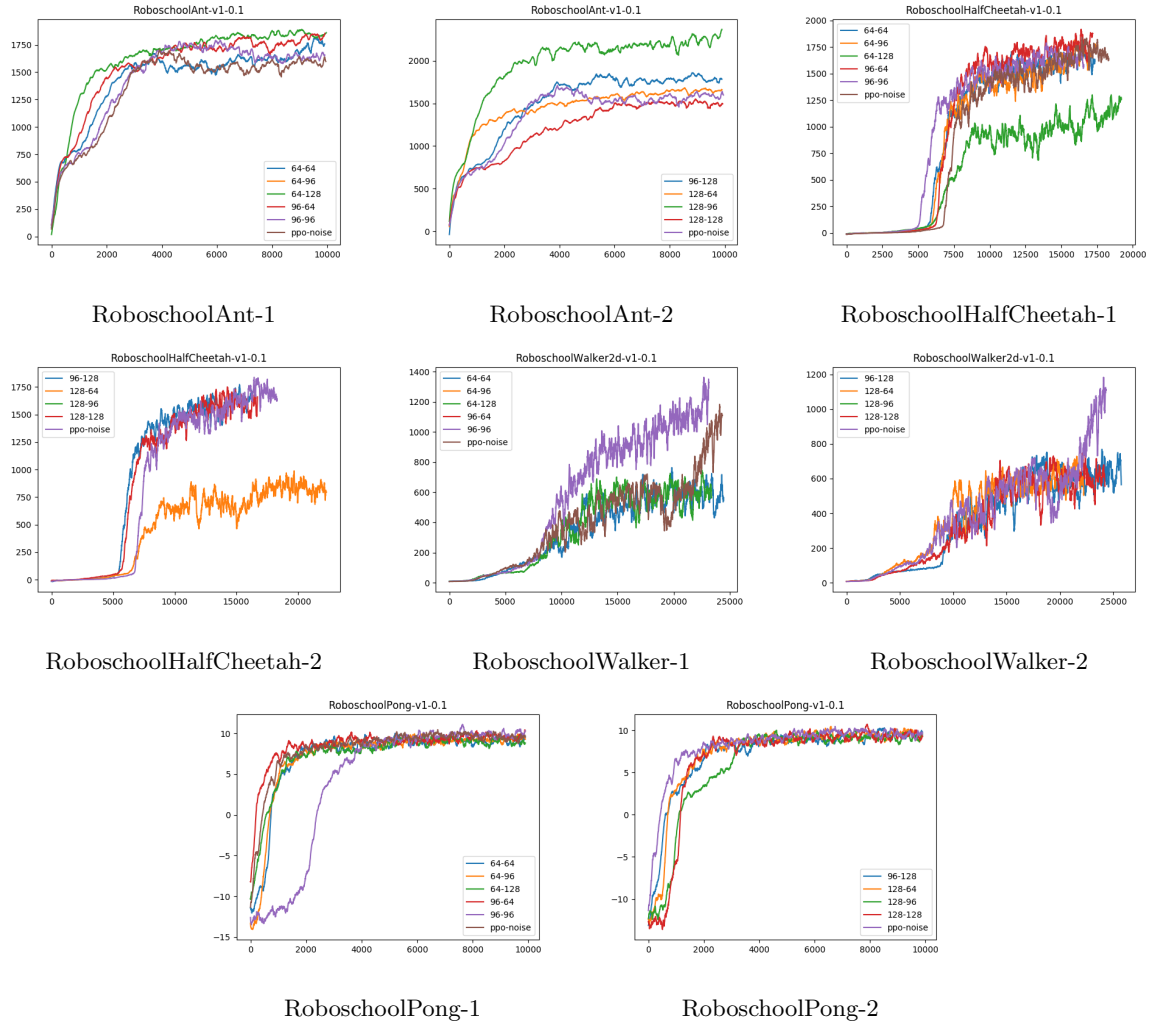 RoboschoolAnt-v1-0.1
1750
1500
1250
1000
750
500
250
0
64-64
64-96
64-128
96-64
96-96
ppo-noise
0 2000 4000 6000 8000 10000
RoboschoolAnt-1
RoboschoolAnt-v1-0.1
2000
1500
1000
500
0
96-128
128-64
128-96
128-128
ppo-noise
0 2000 4000 6000 8000 10000
RoboschoolAnt-2
RoboschoolHalfCheetah-v1-0.1
2000
1750
1500
1250
1000
750
500
250
0
64-64
64-96
64-128
96-64
96-96
ppo-noise
0 2500 5000 7500 10000 12500 15000 17500 20000
RoboschoolHalfCheetah-1
RoboschoolHalfCheetah-v1-0.1
1750
1500
1250
1000
750
500
250
0
96-128
128-64
128-96
128-128
ppo-noise
0 5000 10000 15000 20000
RoboschoolHalfCheetah-2
RoboschoolWalker2d-v1-0.1
1400
1200
1000
800
600
400
200
0
64-64
64-96
64-128
96-64
96-96
ppo-noise
0 5000 10000 15000 20000 25000
RoboschoolWalker-1
RoboschoolWalker2d-v1-0.1
1200
1000
800
600
400
200
0
96-128
128-64
128-96
128-128
ppo-noise
0 5000 10000 15000 20000 25000
RoboschoolWalker-2
RoboschoolPong-v1-0.1
10
5
0
−5
−10
−15
64-64
64-96
64-128
96-64
96-96
ppo-noise
0 2000 4000 6000 8000 10000
RoboschoolPong-1
RoboschoolPong-v1-0.1
10
5
0
−5
−10
96-128
128-64
128-96
128-128
ppo-noise
0 2000 4000 6000 8000 10000
RoboschoolPong-2